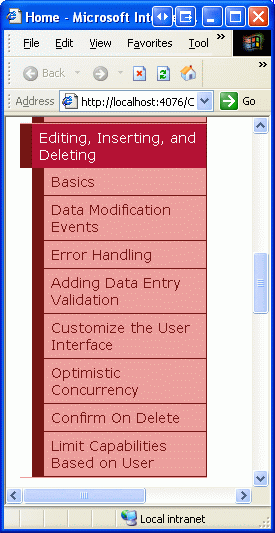 Home - Microsoft Int
File Edit View Favorites Tool »
Back
Address http://localhost:4076/C Go
Editing, Inserting, and
Deleting
Basics
Data Modification
Events
Error Handling
Adding Data Entry
Validation
Customize the User
Interface
Optimistic
Concurrency
Confirm On Delete
Limit Capabilities
Based on User
Local intranet